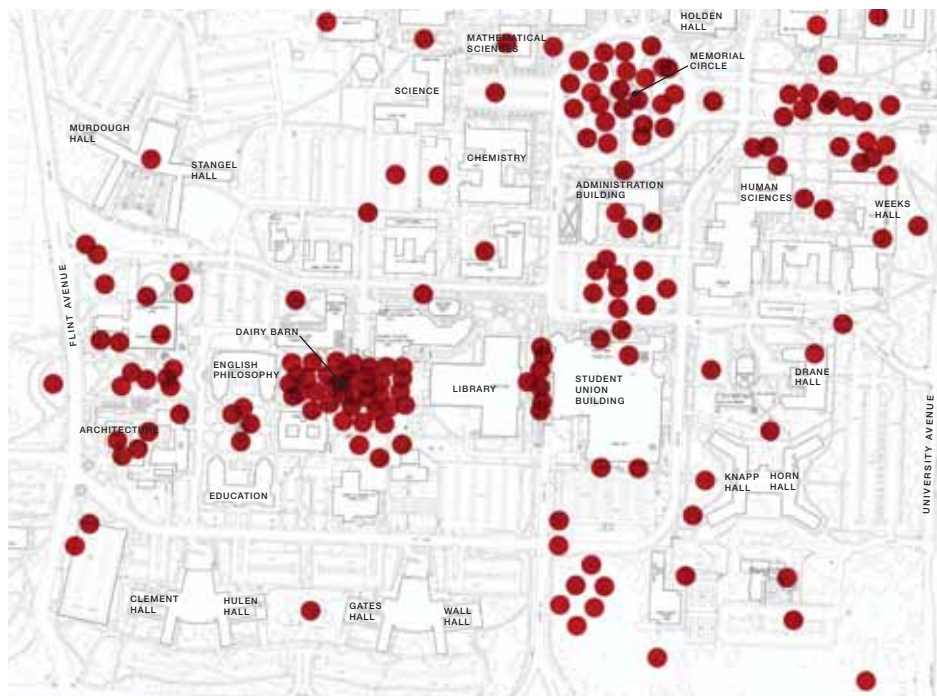 HOLDEN
HALL
MATHEMATICAL
SCIENCES
MEMORIAL
CIRCLE
SCIENCE
MURDOUGH
HALL
STANGEL
HALL
CHEMISTRY
ADMINISTRATION
BUILDING
HUMAN
SCIENCES
WEEKS
HALL
FLINT AVENUE
DAIRY BARN
ENGLISH
PHILOSOPHY
LIBRARY
STUDENT
UNION
BUILDING
DRANE
HALL
ARCHITECTURE
UNIVERSITY AVENUE
EDUCATION
KNAPP
HALL
HORN
HALL
CLEMENT
HALL
HULEN
HALL
GATES
HALL
WALL
HALL